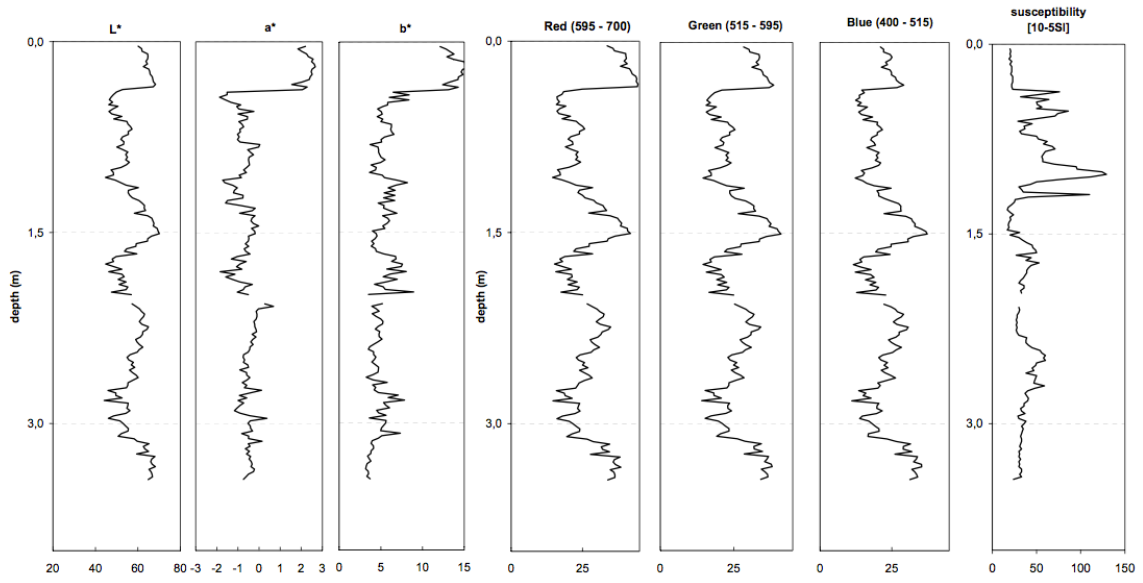 L*
a*
b*
Red (595 - 700)
Green (515 - 595)
Blue (400 - 515)
susceptibility
[10-5SI]
0,0
1,5
3,0
depth (m)
0,0
1,5
3,0
depth (m)
0,0
1,5
3,0
20 40 60 80
-3 -2 -1 0 1 2 3
0 5 10 15
0 25
0 25
0 25
0 50 100 150